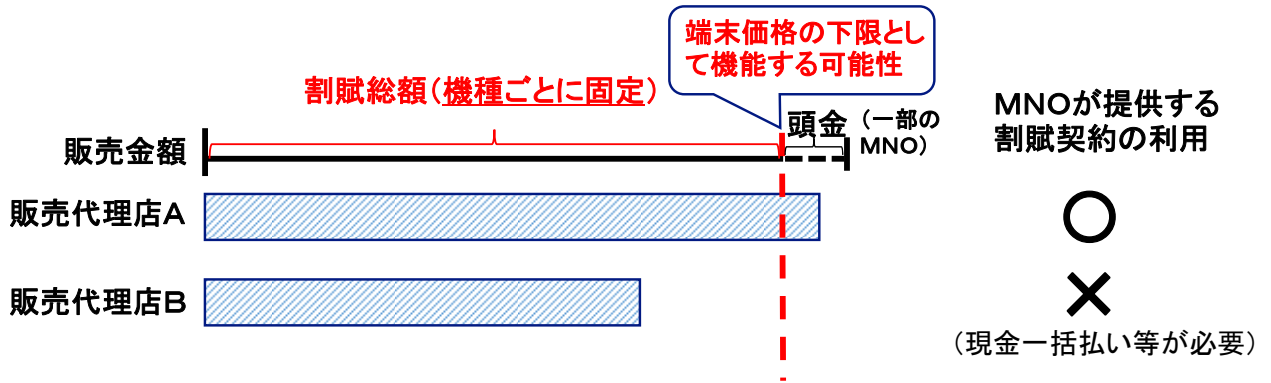 端末価格の下限とし
て機能する可能性
割賦総額(機種ごとに固定)
頭金 (一部の
MNO)
MNOが提供する
割賦契約の利用
販売金額
販売代理店A
○
販売代理店B
×
(現金一括払い等が必要)